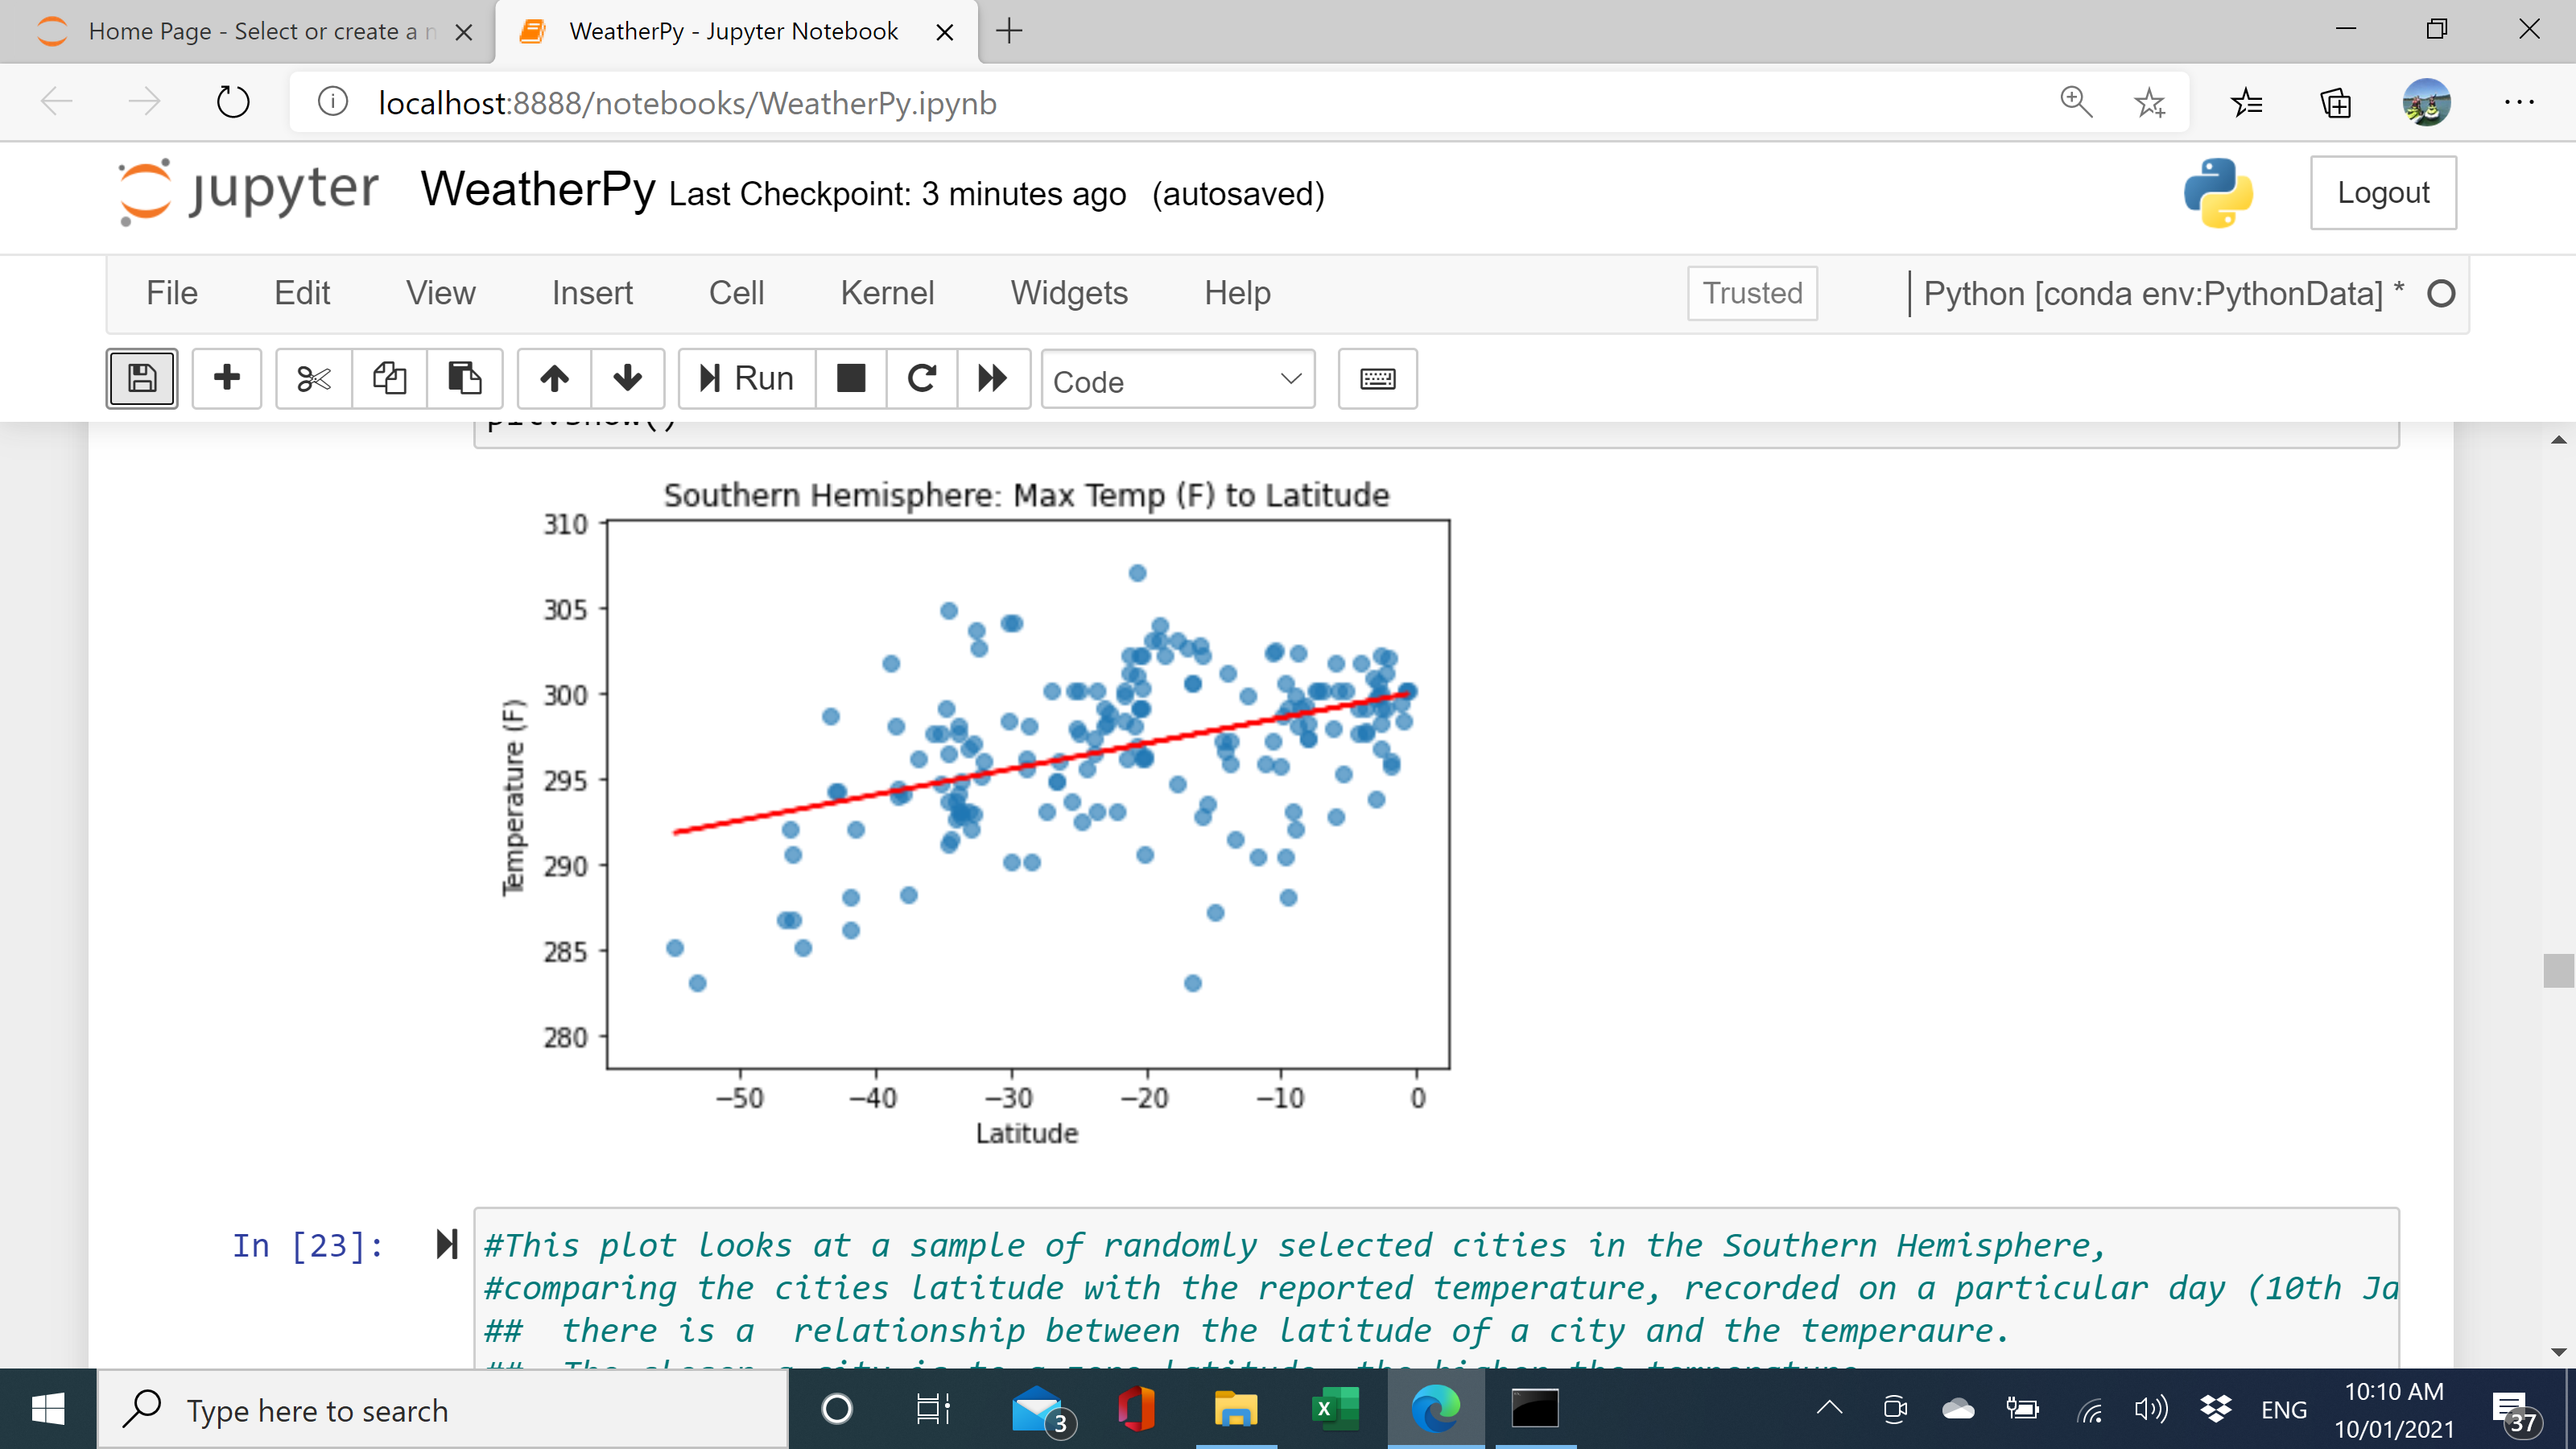 Home Page - Select or create a n
WeatherPy - Jupyter Notebook
localhost:8888/notebooks/WeatherPy.ipynb
jupyter WeatherPy Last Checkpoint: 3 minutes ago (autosaved)
Logout
File Edit View Insert Cell Kernel Widgets Help
Trusted
Python [conda env:PythonData] *
Run
Code
Southern Hemisphere: Max Temp (F) to Latitude
310
305
300
295
290
285
280
Temperature (F)
−50 −40 −30 −20 −10 0
Latitude
In [23]:
#This plot looks at a sample of randomly selected cities in the Southern Hemisphere,
#comparing the cities latitude with the reported temperature, recorded on a particular day (10th Ja
## there is a relationship between the latitude of a city and the temperaure.
Type here to search
3
ENG
10:10 AM
10/01/2021
37